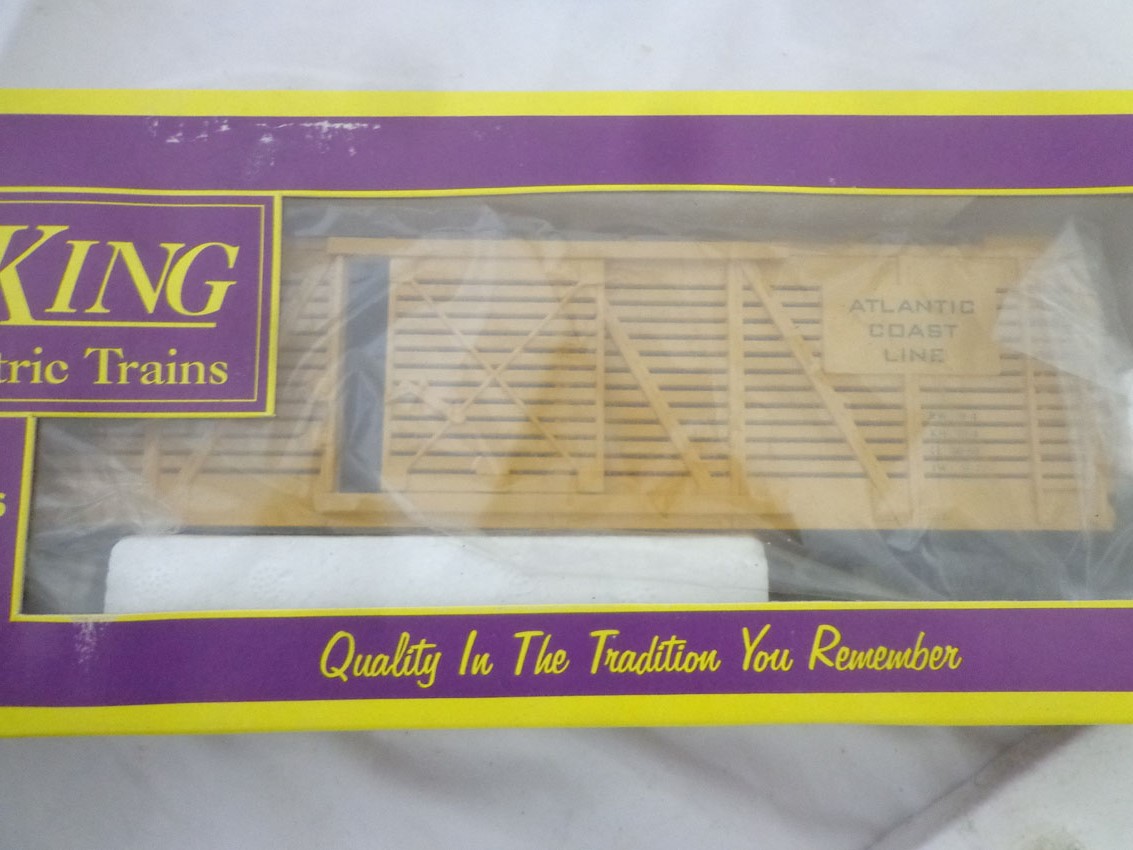 KING
tric Trains
ATLANTIC
COAST
LINE
Quality In The Tradition You Remember